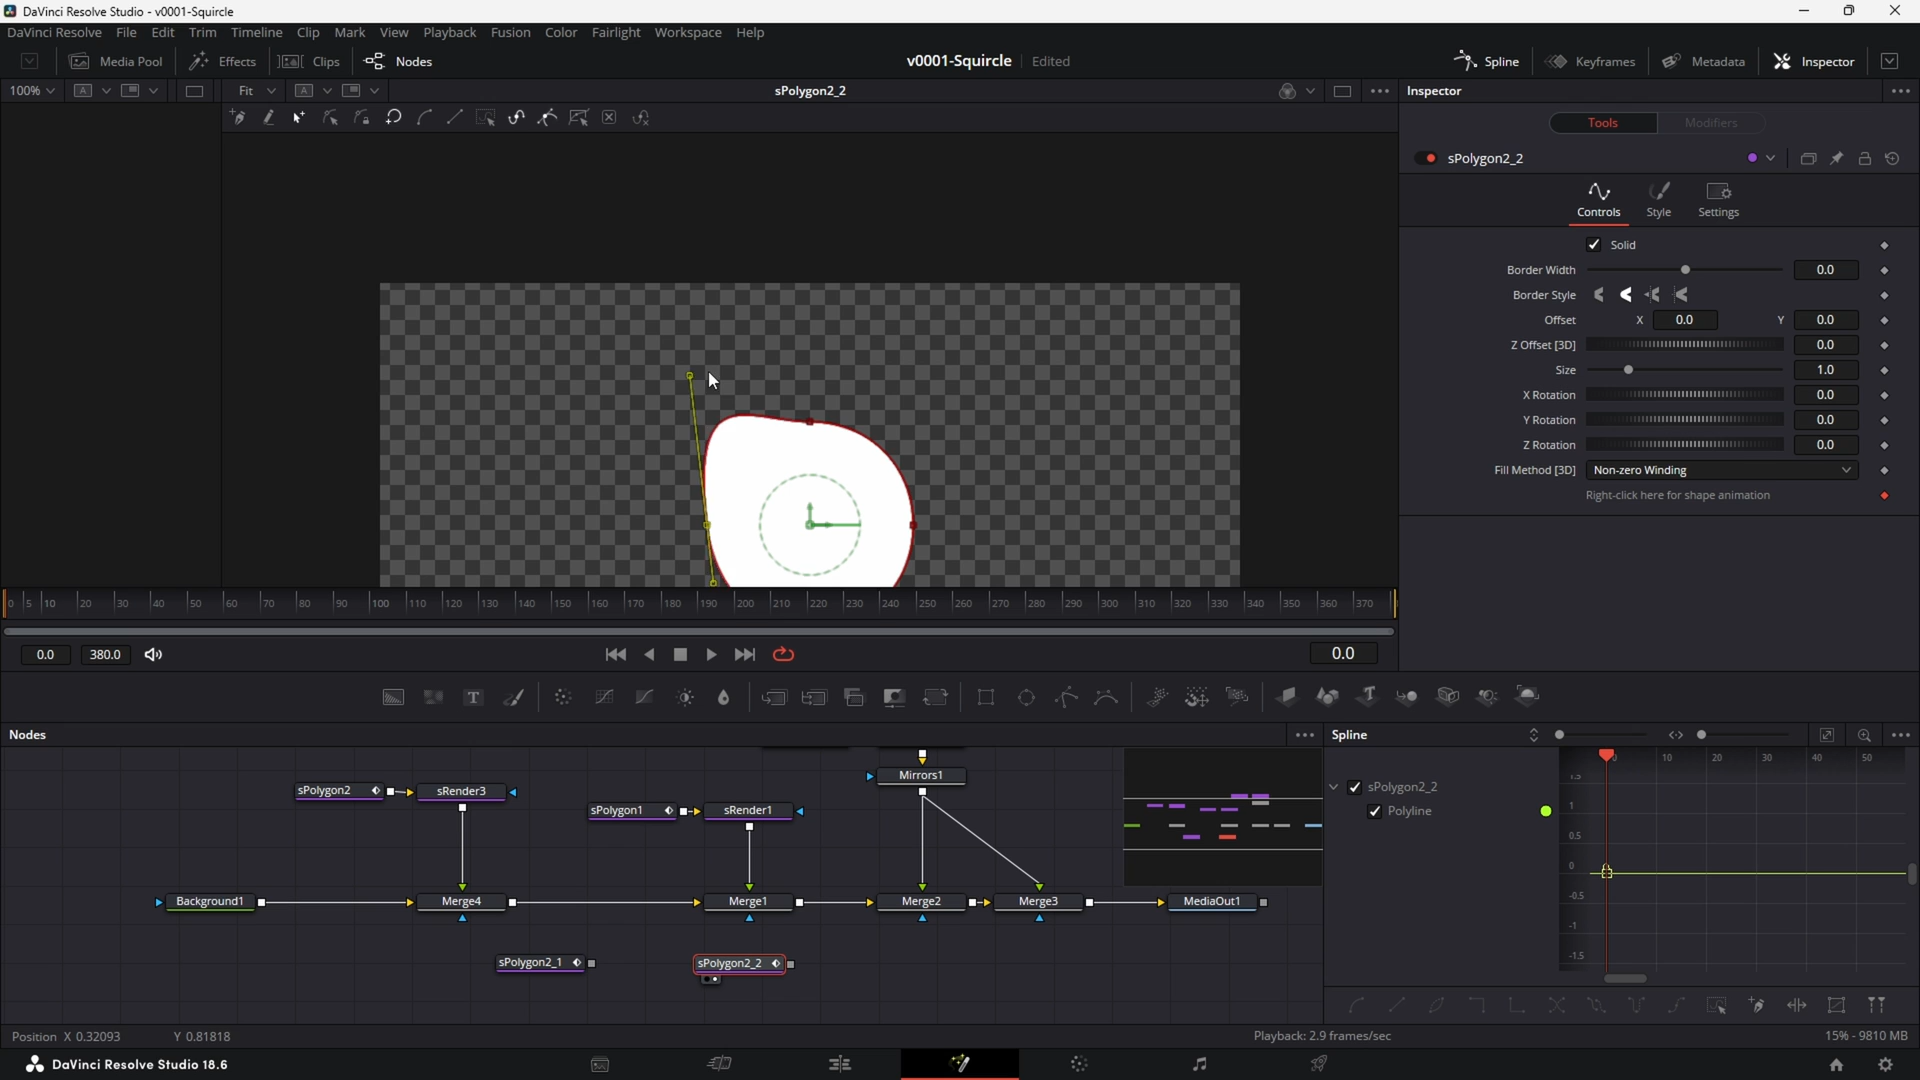 DaVinci Resolve Studio - v0001-Squircle
DaVinci Resolve File Edit Trim Timeline Clip Mark View Playback Fusion Color Fairlight Workspace Help
Media Pool Effects Clips Nodes v0001-Squircle Edited Spline Keyframes Metadata Inspector
100% A Fit A sPolygon2_2 Inspector
Tools Modifiers
sPolygon2_2
Controls Style Settings
Solid
Border Width 0.0
Border Style
Offset X 0.0 Y 0.0
Z Offset [3D] 0.0
Size 1.0
X Rotation 0.0
Y Rotation 0.0
Z Rotation 0.0
Fill Method [3D] Non-zero Winding
Right-click here for shape animation
0 5 10 20 30 40 50 60 70 80 90 100 110 120 130 140 150 160 170 180 190 200 210 220 230 240 250 260 270 280 290 300 310 320 330 340 350 360 370
0.0 380.0 0.0
T
Nodes Spline
0 10 20 30 40 50
Mirrors1
sPolygon2 sRender3
sPolygon1 sRender1
Background1 Merge4 Merge1 Merge2 Merge3 MediaOut1
sPolygon2_1 sPolygon2_2
sPolygon2_2
Polyline
1.5
1
0.5
0
-0.5
-1
-1.5
Position X 0.32093 Y 0.81818 Playback: 2.9 frames/sec 15% - 9810 MB
DaVinci Resolve Studio 18.6